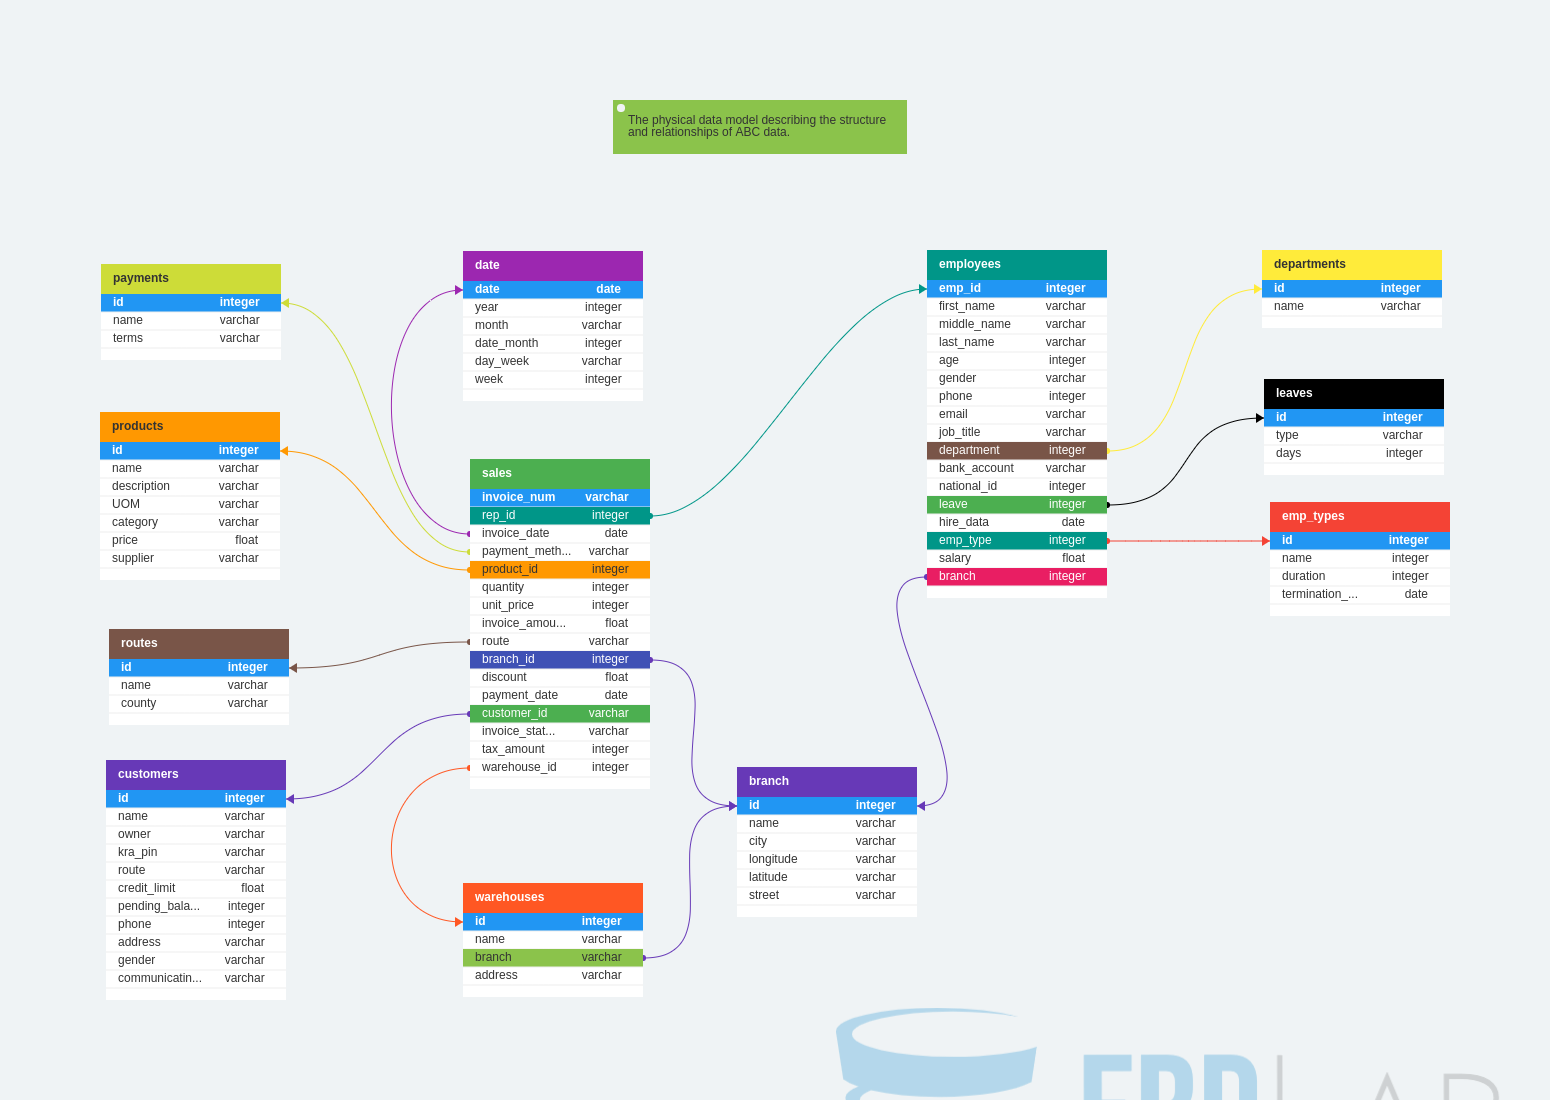 The physical data model describing the structure
and relationships of ABC data.
payments
id integer
name varchar
terms varchar
products
id integer
name varchar
description varchar
UOM varchar
category varchar
price float
supplier varchar
routes
id integer
name varchar
county varchar
customers
id integer
name varchar
owner varchar
kra_pin varchar
route varchar
credit_limit float
pending_bala... integer
phone integer
address varchar
gender varchar
communicatin... varchar
date
date date
year integer
month varchar
date_month integer
day_week varchar
week integer
sales
invoice_num varchar
rep_id integer
invoice_date date
payment_meth... varchar
product_id integer
quantity integer
unit_price integer
invoice_amou... float
route varchar
branch_id integer
discount float
payment_date date
customer_id varchar
invoice_stat... varchar
tax_amount integer
warehouse_id integer
warehouses
id integer
name varchar
branch varchar
address varchar
branch
id integer
name varchar
city varchar
longitude varchar
latitude varchar
street varchar
employees
emp_id integer
first_name varchar
middle_name varchar
last_name varchar
age integer
gender varchar
phone integer
email varchar
job_title varchar
department integer
bank_account varchar
national_id integer
leave integer
hire_data date
emp_type integer
salary float
branch integer
departments
id integer
name varchar
leaves
id integer
type varchar
days integer
emp_types
id integer
name integer
duration integer
termination_... date